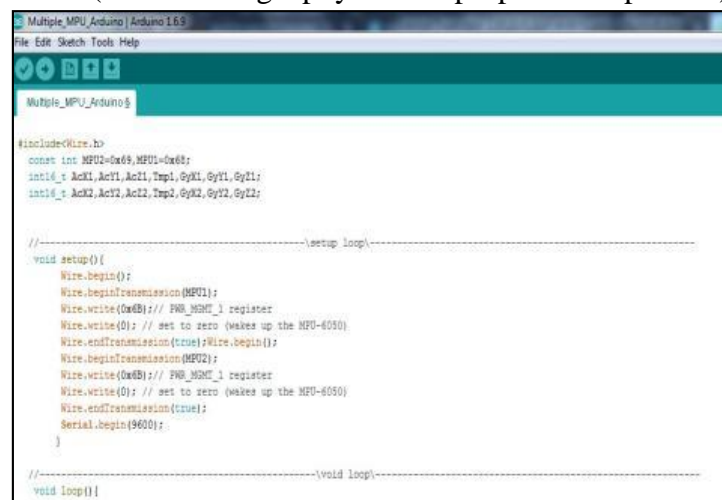 Multiple_MPU_Arduino | Arduino 1.6.9
File Edit Sketch Tools Help
Multiple_MPU_Arduino §
#include<Wire.h>
const int MPU2=0x69,MPU1=0x68;
int16_t AcX1,AcY1,AcZ1,Tmp1,GyX1,GyY1,GyZ1;
int16_t AcX2,AcY2,AcZ2,Tmp2,GyX2,GyY2,GyZ2;
//-------------------------------------------------\setup loop\------------------------------------------------------------
void setup(){
Wire.begin();
Wire.beginTransmission(MPU1);
Wire.write(0x6B);// PWR_MGMT_1 register
Wire.write(0); // set to zero (wakes up the MPU-6050)
Wire.endTransmission(true);Wire.begin();
Wire.beginTransmission(MPU2);
Wire.write(0x6B);// PWR_MGMT_1 register
Wire.write(0); // set to zero (wakes up the MPU-6050)
Wire.endTransmission(true);
Serial.begin(9600);
}
//---------------------------------------------------\void loop\------------------------------------------------------------
void loop(){